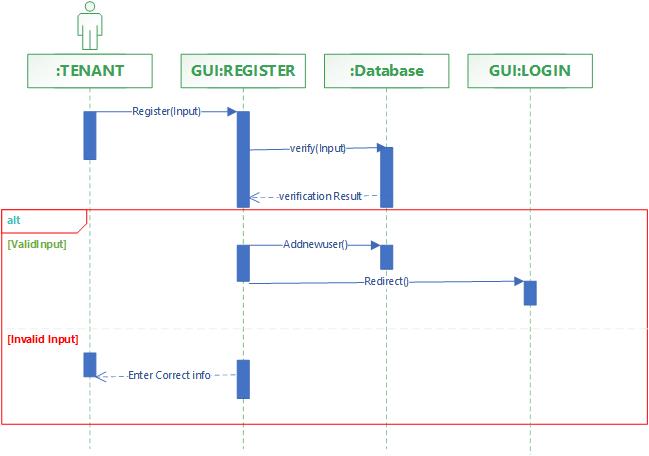 :TENANT
GUI:REGISTER
:Database
GUI:LOGIN
Register(Input)
verify(Input)
verification Result
alt
[ValidInput]
Addnewuser()
Redirect()
[Invalid Input]
Enter Correct info